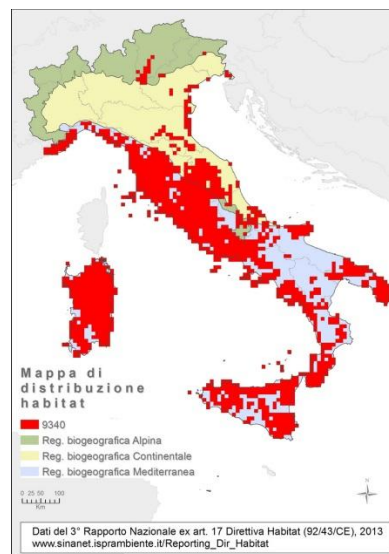 Mappa di
distribuzione
habitat
9340
Reg. biogeografica Alpina
Reg. biogeografica Continentale
Reg. biogeografica Mediterranea
0 25 50 100
Km
Dati del 3° Rapporto Nazionale ex art. 17 Direttiva Habitat (92/43/CE), 2013
www.sinanet.isprambiente.it/Reporting_Dir_Habitat